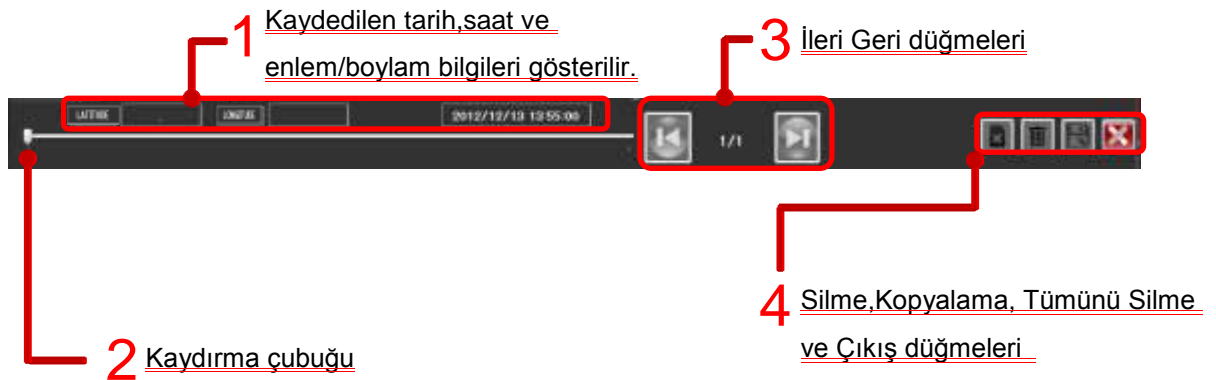 1 Kaydedilen tarih,saat ve
enlem/boylam bilgileri gösterilir.
3 İleri Geri düğmeleri
LATITUDE LONGITUDE 2012/12/13 13:55:00
1/1
4 Silme,Kopyalama, Tümünü Silme
ve Çıkış düğmeleri
2 Kaydırma çubuğu